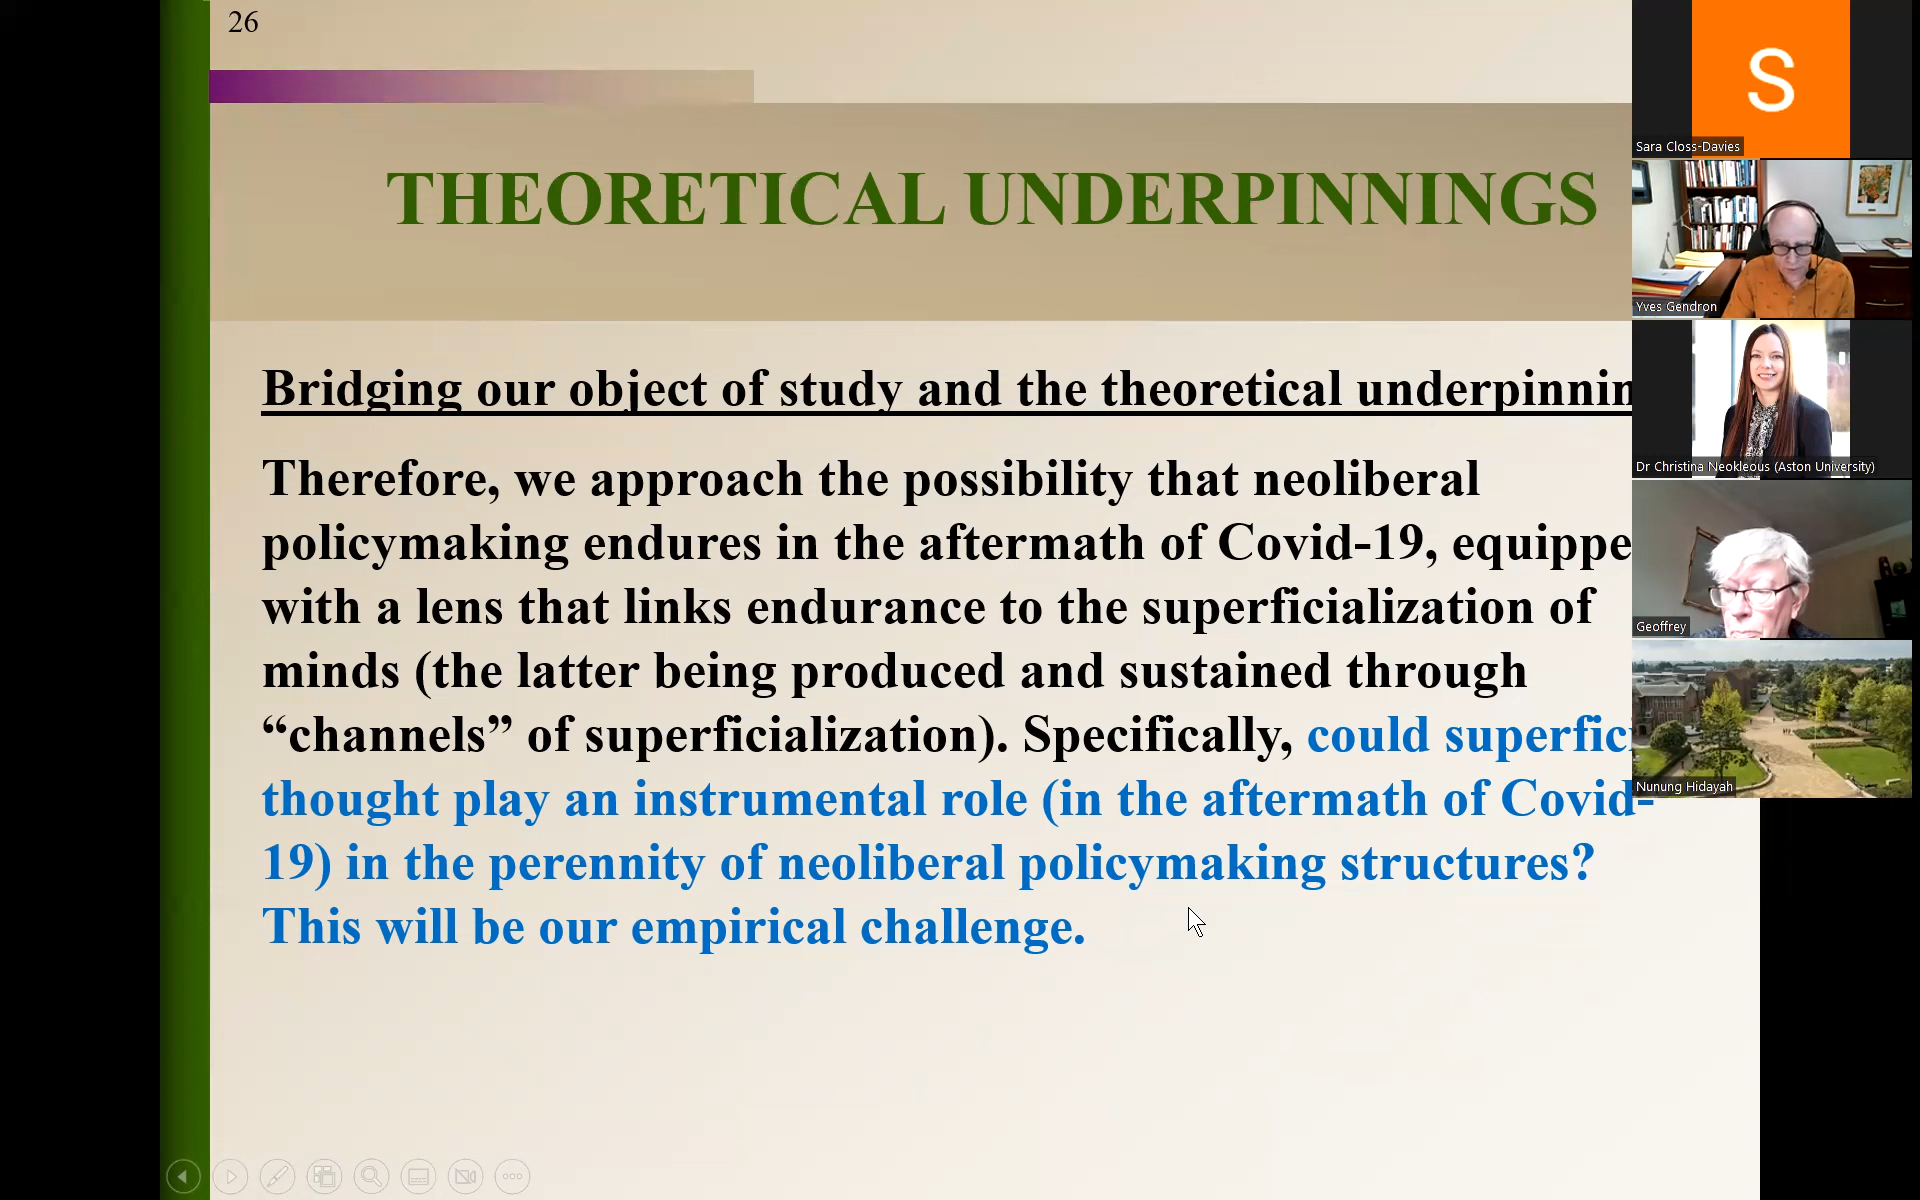 26
THEORETICAL UNDERPINNINGS
Bridging our object of study and the theoretical
Therefore, we approach the possibility that neoliberal
policymaking endures in the aftermath of Covid-19,
with a lens that links endurance to the superficialization of
minds (the latter being produced and sustained through
“channels” of superficialization). Specifically, could
thought play an instrumental role (in the aftermath of Covid-
19) in the perennity of neoliberal policymaking structures?
This will be our empirical challenge.
S
Sara Closs-Davies
Yves Gendron
Dr Christina Neokleous (Aston University)
Geoffrey
Nunung Hidayah